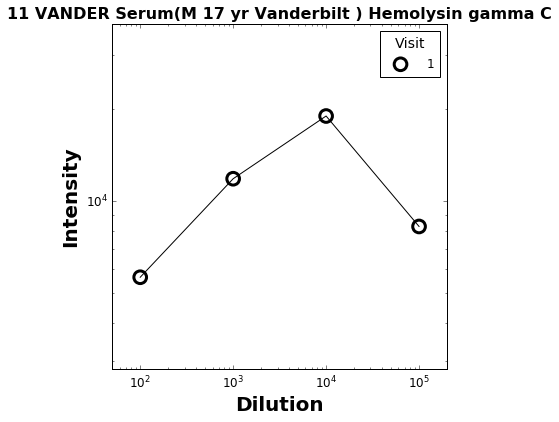 11 VANDER Serum(M 17 yr Vanderbilt ) Hemolysin gamma C
Visit
1
Intensity
10^4
10^2 10^3 10^4 10^5
Dilution